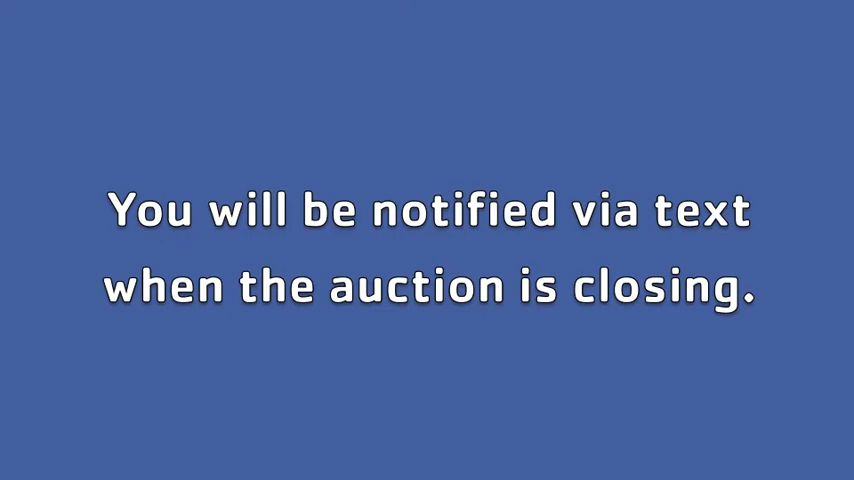 You will be notified via text
when the auction is closing.